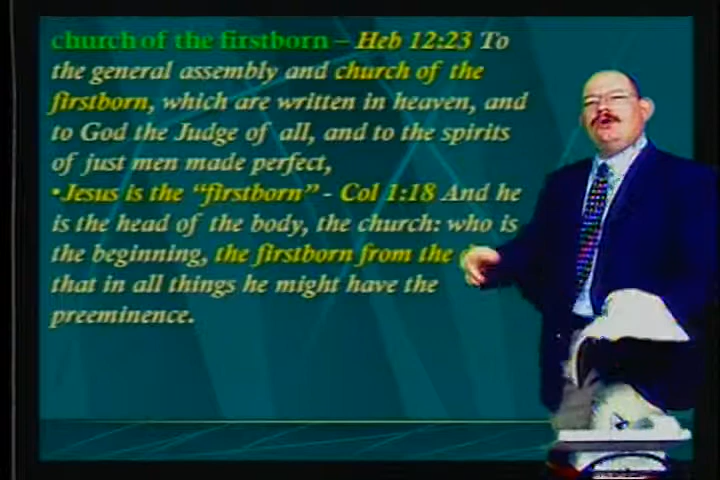 church of the firstborn – Heb 12:23 To
the general assembly and church of the
firstborn, which are written in heaven, and
to God the Judge of all, and to the spirits
of just men made perfect,
•Jesus is the “firstborn” - Col 1:18 And he
is the head of the body, the church: who is
the beginning, the firstborn from the
that in all things he might have the
preeminence.